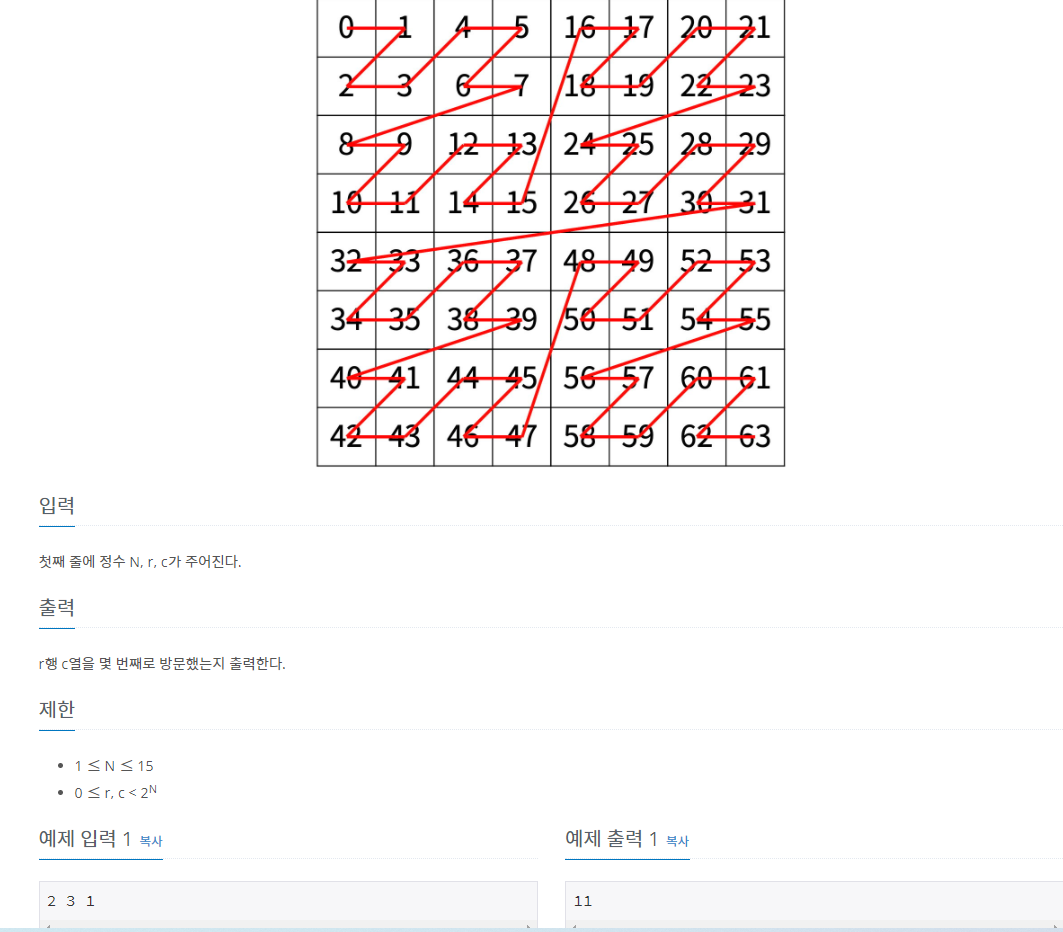 0 1 4 5 16 17 20 21
2 3 6 7 18 19 22 23
8 9 12 13 24 25 28 29
10 11 14 15 26 27 30 31
32 33 36 37 48 49 52 53
34 35 38 39 50 51 54 55
40 41 44 45 56 57 60 61
42 43 46 47 58 59 62 63
입력
첫째 줄에 정수 N, r, c가 주어진다.
출력
r행 c열을 몇 번째로 방문했는지 출력한다.
제한
• 1 ≤ N ≤ 15
• 0 ≤ r, c < 2^N
예제 입력 1 복사
2 3 1
예제 출력 1 복사
11